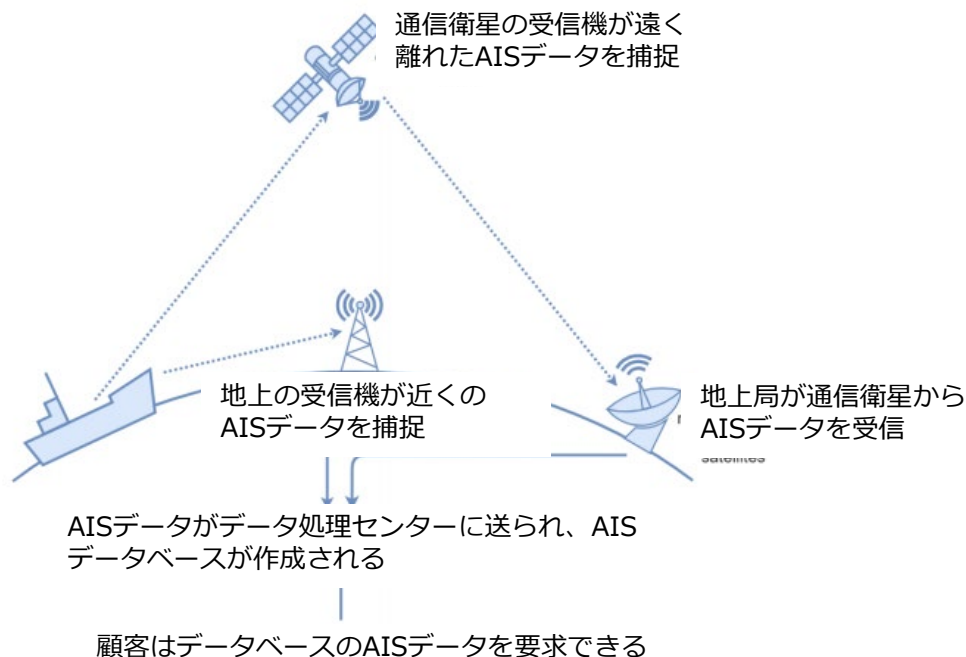 通信衛星の受信機が遠く
離れたAISデータを捕捉
地上の受信機が近くの
AISデータを捕捉
地上局が通信衛星から
AISデータを受信
satellites
AISデータがデータ処理センターに送られ、AIS
データベースが作成される
顧客はデータベースのAISデータを要求できる